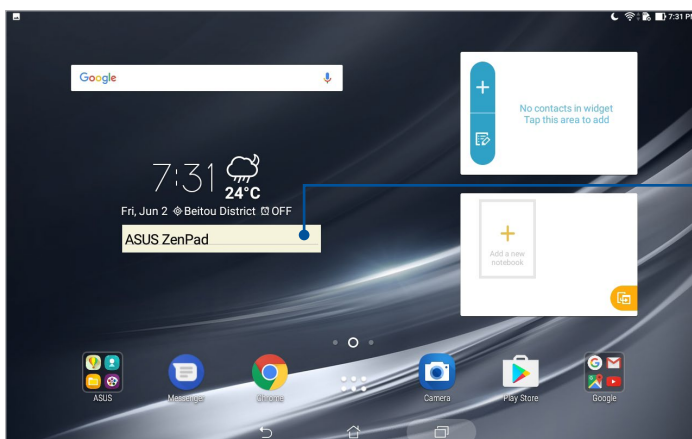 7:31 PM
Google
No contacts in widget
Tap this area to add
7:31
24°C
Fri, Jun 2 Beitou District OFF
ASUS ZenPad
Add a new
notebook
ASUS
Messenger
Chrome
Camera
Play Store
Google